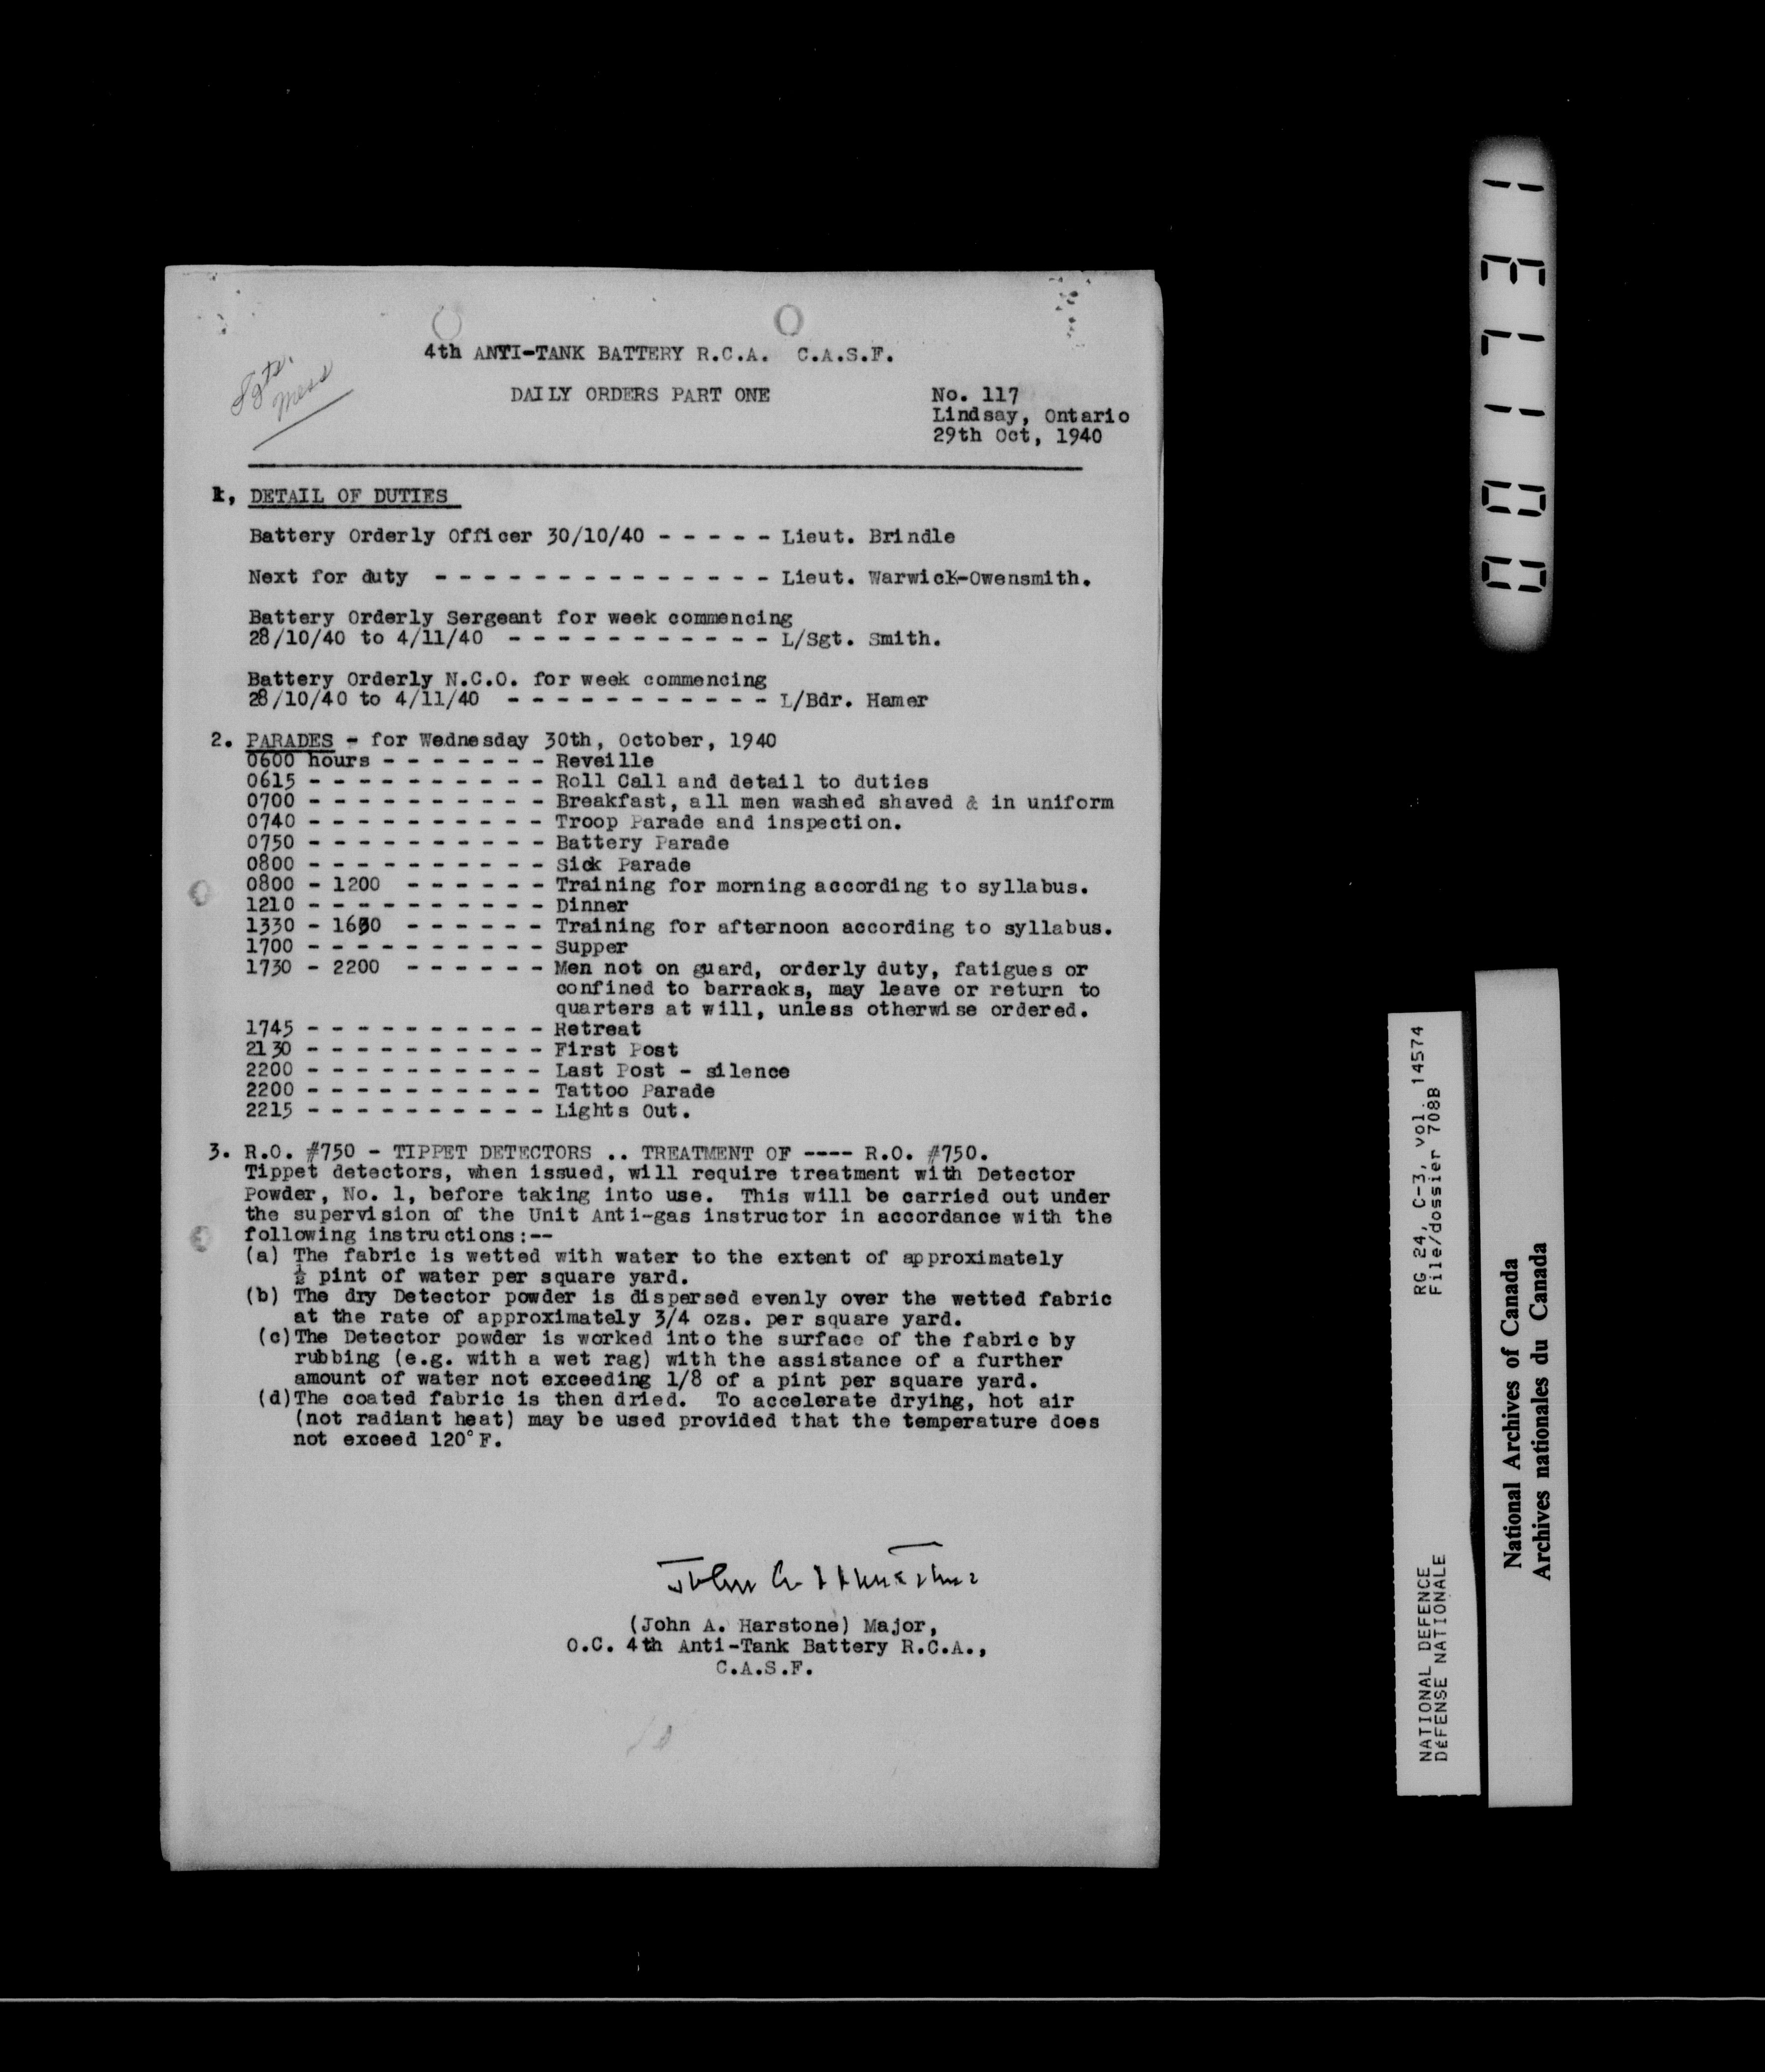 Sgts'
Mess
4th ANTI-TANK BATTERY R.C.A. C.A.S.F.
DAILY ORDERS PART ONE
No. 117
Lindsay, Ontario
29th Oct, 1940
1, DETAIL OF DUTIES
Battery Orderly Officer 30/10/40 - - - - - Lieut. Brindle
Next for duty - - - - - - - - - - - - - - Lieut. Warwick-Owensmith.
Battery Orderly Sergeant for week commencing
28/10/40 to 4/11/40 - - - - - - - - - - - L/Sgt. Smith.
Battery Orderly N.C.O. for week commencing
28/10/40 to 4/11/40 - - - - - - - - - - - L/Bdr. Hamer
2. PARADES - for Wednesday 30th, October, 1940
0600 hours - - - - - - - Reveille
0615 - - - - - - - - - - Roll Call and detail to duties
0700 - - - - - - - - - - Breakfast, all men washed shaved & in uniform
0740 - - - - - - - - - - Troop Parade and inspection.
0750 - - - - - - - - - - Battery Parade
0800 - - - - - - - - - - Sick Parade
0800 - 1200 - - - - - - Training for morning according to syllabus.
1210 - - - - - - - - - - Dinner
1330 - 1630 - - - - - - Training for afternoon according to syllabus.
1700 - - - - - - - - - - Supper
1730 - 2200 - - - - - - Men not on guard, orderly duty, fatigues or
confined to barracks, may leave or return to
quarters at will, unless otherwise ordered.
1745 - - - - - - - - - - Retreat
2130 - - - - - - - - - - First Post
2200 - - - - - - - - - - Last Post - silence
2200 - - - - - - - - - - Tattoo Parade
2215 - - - - - - - - - - Lights Out.
3. R.O. #750 - TIPPET DETECTORS .. TREATMENT OF ---- R.O. #750.
Tippet detectors, when issued, will require treatment with Detector
Powder, No. 1, before taking into use. This will be carried out under
the supervision of the Unit Anti-gas instructor in accordance with the
following instructions:--
(a) The fabric is wetted with water to the extent of approximately
½ pint of water per square yard.
(b) The dry Detector powder is dispersed evenly over the wetted fabric
at the rate of approximately 3/4 ozs. per square yard.
(c)The Detector powder is worked into the surface of the fabric by
rubbing (e.g. with a wet rag) with the assistance of a further
amount of water not exceeding 1/8 of a pint per square yard.
(d)The coated fabric is then dried. To accelerate drying, hot air
(not radiant heat) may be used provided that the temperature does
not exceed 120°F.
John A Harstone
(John A. Harstone) Major,
O.C. 4th Anti-Tank Battery R.C.A.,
C.A.S.F.
NATIONAL DEFENCE RG 24, C-3, vol. 14574
DÉFENSE NATIONALE File/dossier 708B
National Archives of Canada
Archives nationales du Canada